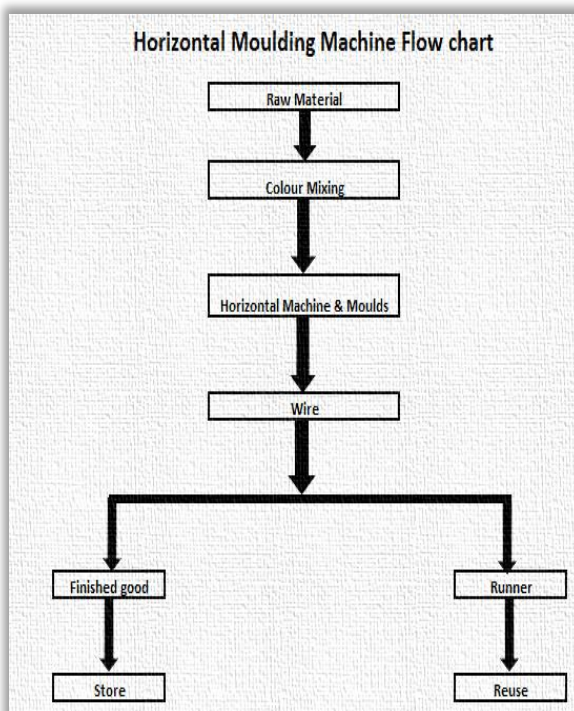 Horizontal Moulding Machine Flow chart
Raw Material
Colour Mixing
Horizontal Machine & Moulds
Wire
Finished good
Runner
Store
Reuse